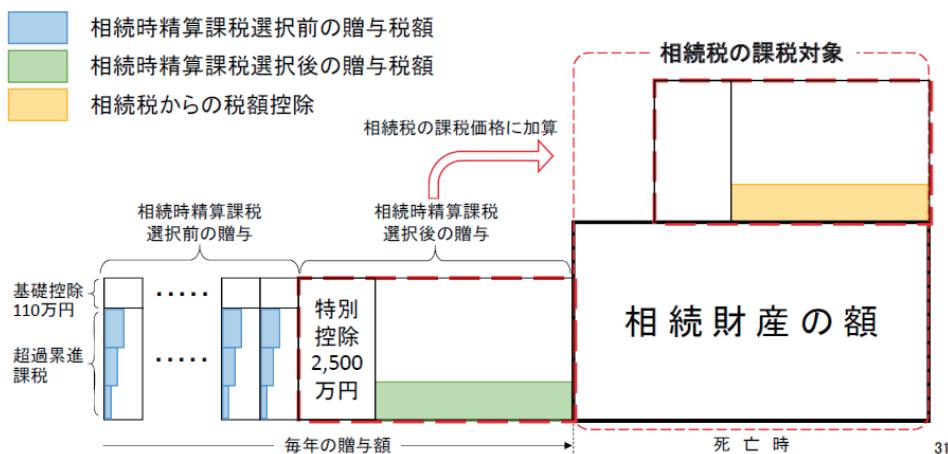 相続時精算課税選択前の贈与税額
相続時精算課税選択後の贈与税額
相続税からの税額控除
相続税の課税対象
相続税の課税価格に加算
相続時精算課税
選択前の贈与
相続時精算課税
選択後の贈与
基礎控除
110万円
・・・・・
特別
控除
2,500
万円
相続財産の額
超過累進
課税
・・・・・
毎年の贈与額
死亡時
31